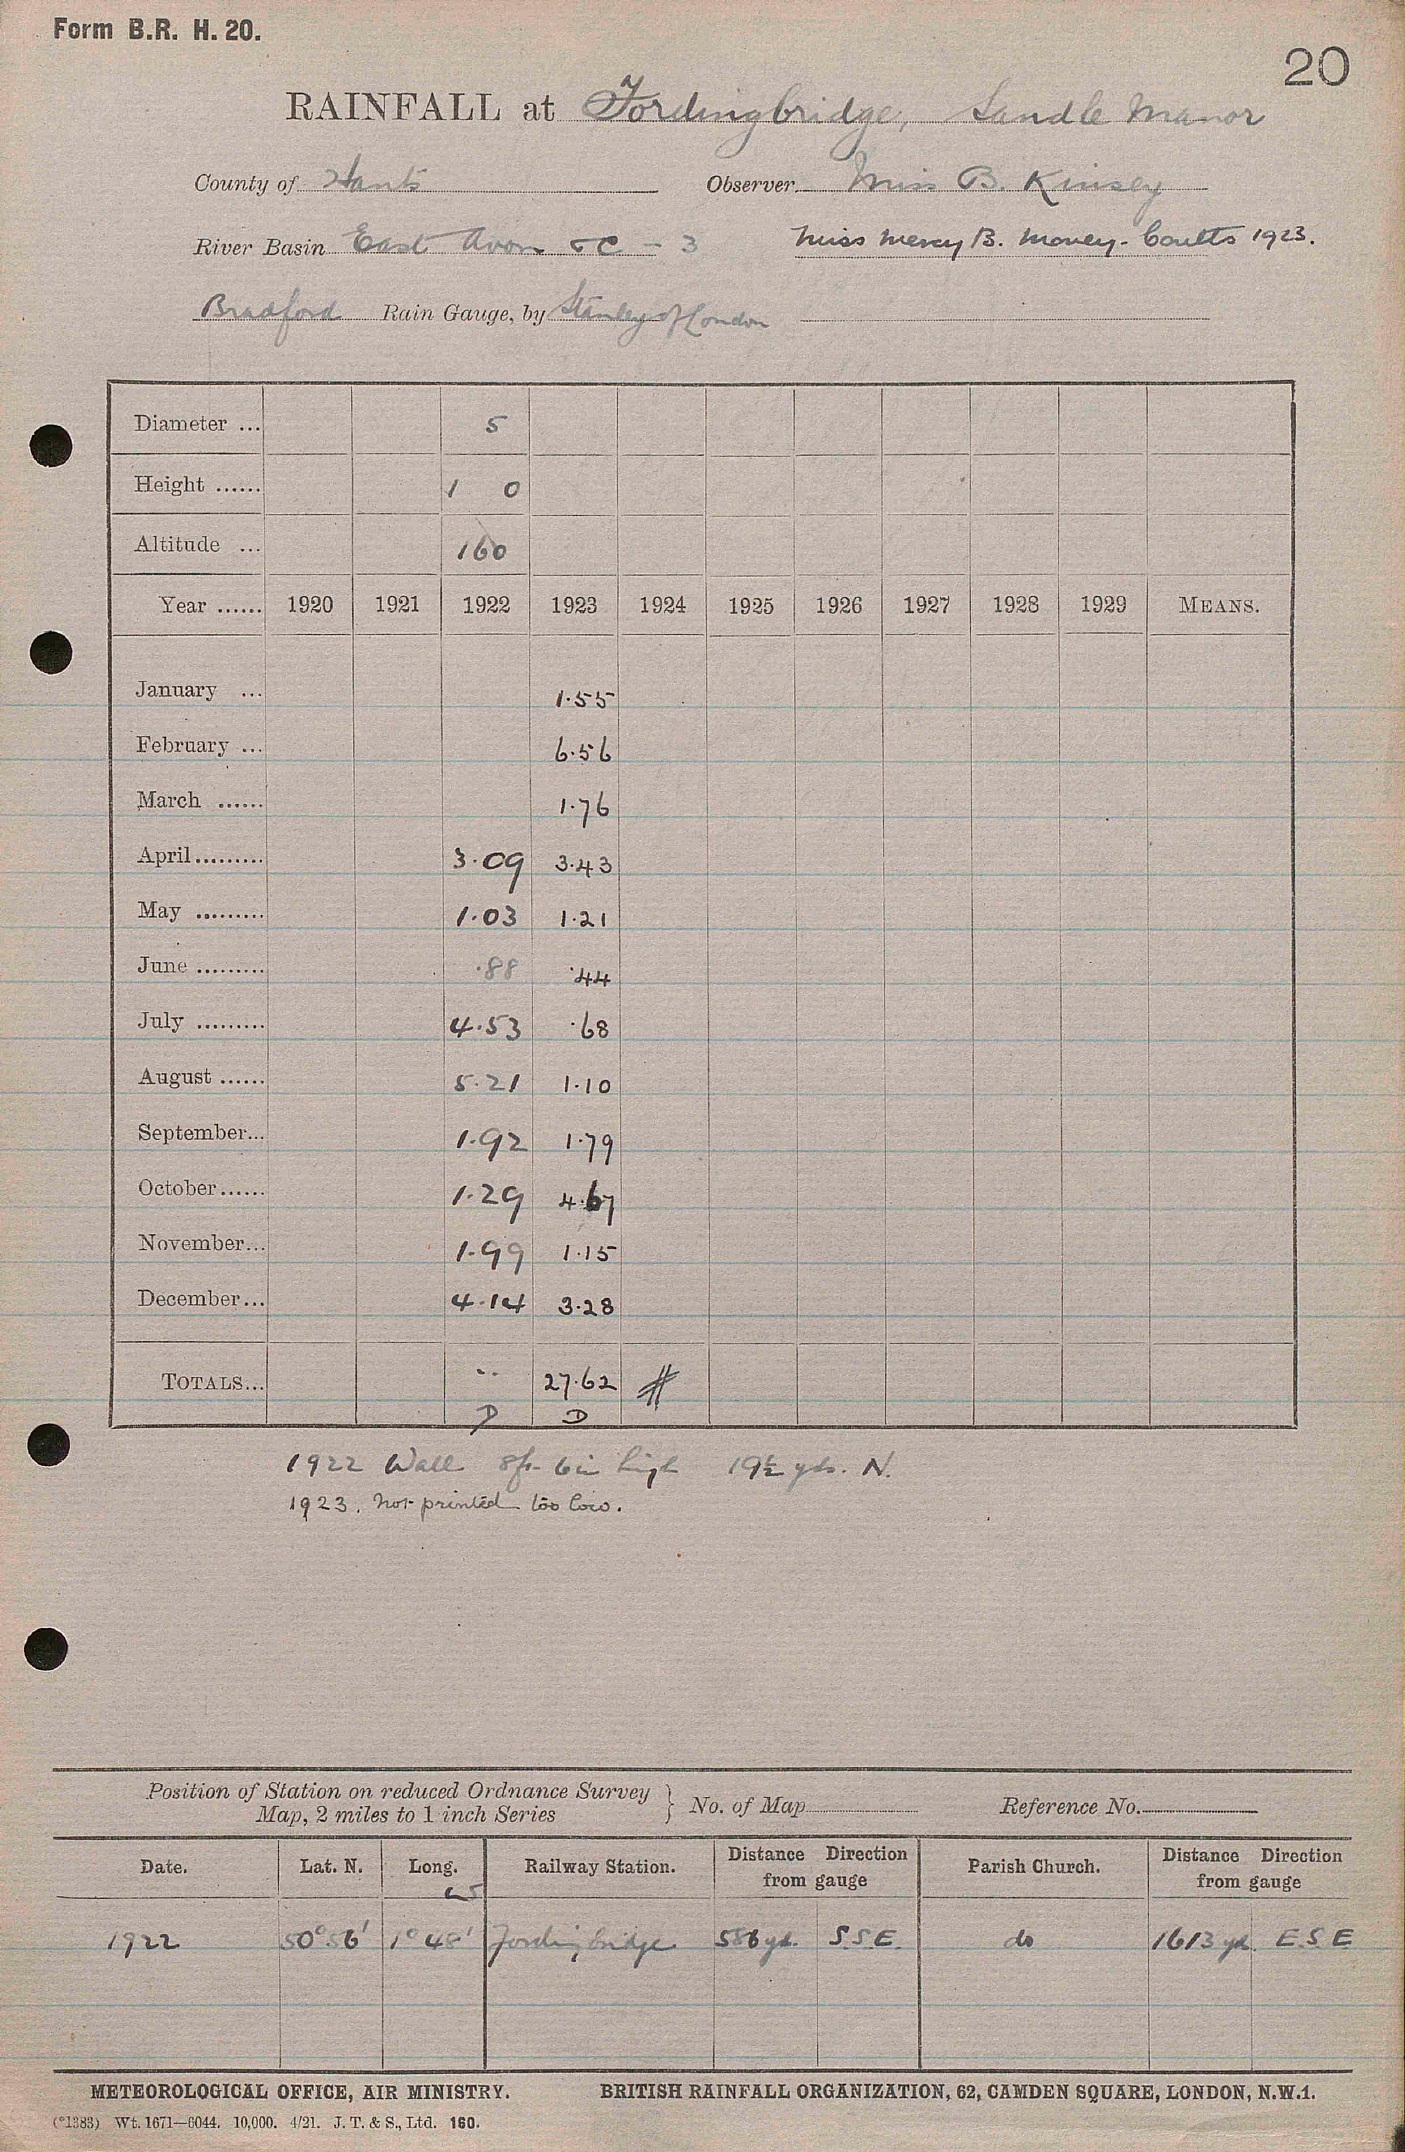 Form B.R. H. 20.
20
RAINFALL at Fordingbridge, Sandle Manor
County of Hants Observer Miss B. Kinsey
River Basin East Avon &C - 3 Miss Mercy B. Money-Coutts 1923.
Bradford Rain Gauge, by Stanley of London
Diameter ... 5
Height ...... 1 0
Altitude ... 160
Year ...... 1920 1921 1922 1923 1924 1925 1926 1927 1928 1929 MEANS.
January ... 1.55
February ... 6.56
March ...... 1.76
April......... 3.09 3.43
May ......... 1.03 1.21
June ......... .88 .44
July ......... 4.53 .68
August ...... 5.21 1.10
September... 1.92 1.79
October...... 1.29 4.67
November... 1.99 1.15
December... 4.14 3.28
TOTALS... .. 27.62 #
D D
1922 Wall 8ft 6in high 19½ yds. N.
1923. not printed too low.
Position of Station on reduced Ordnance Survey
Map, 2 miles to 1 inch Series } No. of Map Reference No.
Date. Lat. N. Long. W Railway Station. Distance Direction from gauge Parish Church. Distance Direction from gauge
1922 50°56' 1°48' Fordingbridge 586 yd. S.S.E. do 1613 yd. E.S.E
METEOROLOGICAL OFFICE, AIR MINISTRY. BRITISH RAINFALL ORGANIZATION, 62, CAMDEN SQUARE, LONDON, N.W.1.
(*1383) Wt. 1671—6044. 10,000. 4/21. J. T. & S., Ltd. 160.